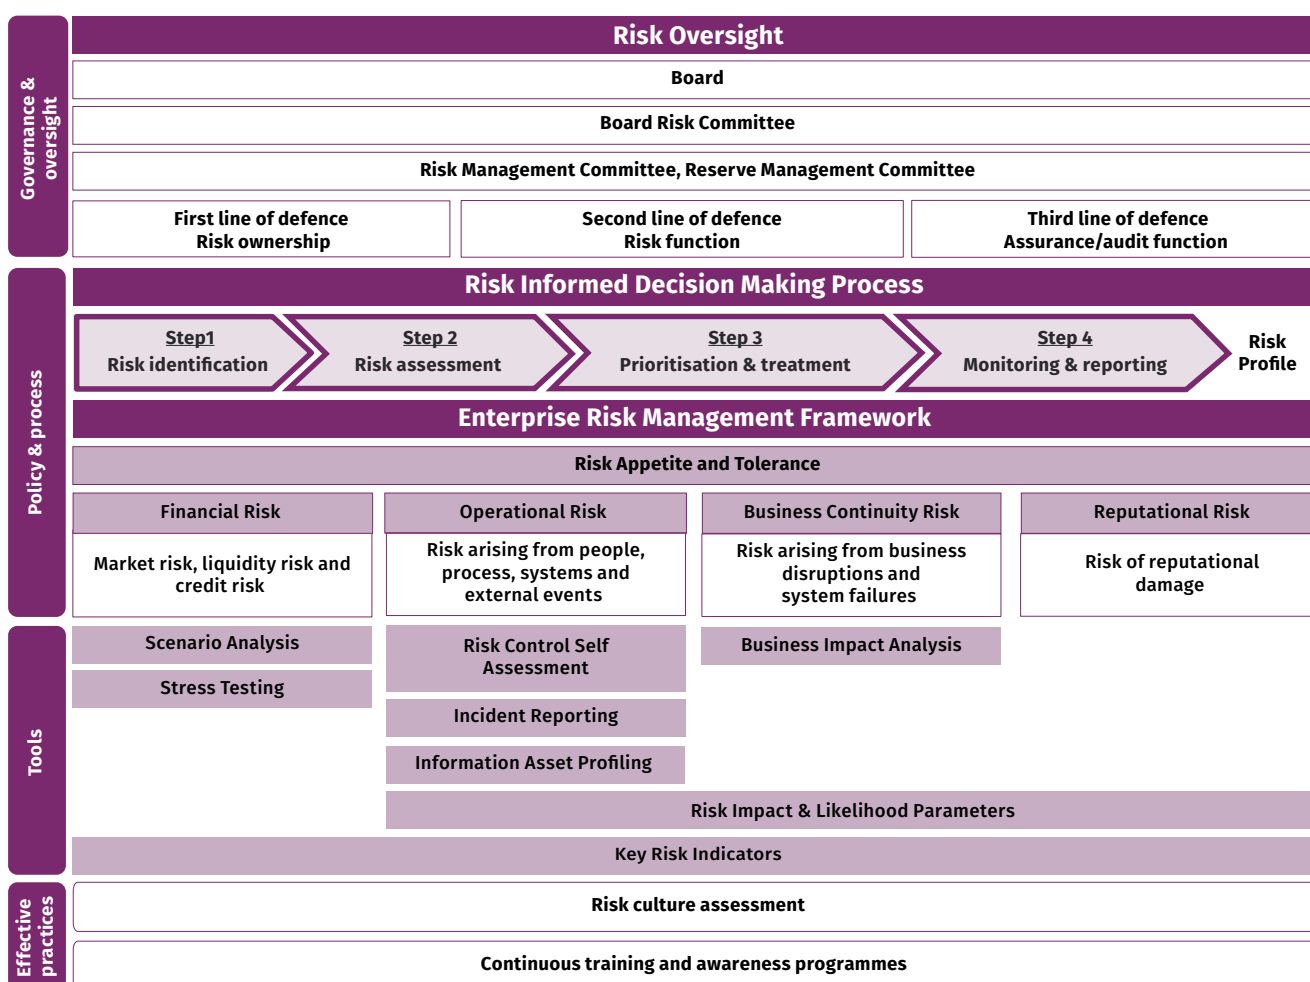 Governance &
oversight
Risk Oversight
Board
Board Risk Committee
Risk Management Committee, Reserve Management Committee
First line of defence
Risk ownership
Second line of defence
Risk function
Third line of defence
Assurance/audit function
Policy & process
Risk Informed Decision Making Process
Step1
Risk identification
Step 2
Risk assessment
Step 3
Prioritisation & treatment
Step 4
Monitoring & reporting
Risk
Profile
Enterprise Risk Management Framework
Risk Appetite and Tolerance
Financial Risk
Market risk, liquidity risk and
credit risk
Operational Risk
Risk arising from people,
process, systems and
external events
Business Continuity Risk
Risk arising from business
disruptions and
system failures
Reputational Risk
Risk of reputational
damage
Tools
Scenario Analysis
Stress Testing
Risk Control Self
Assessment
Incident Reporting
Information Asset Profiling
Business Impact Analysis
Risk Impact & Likelihood Parameters
Key Risk Indicators
Effective
practices
Risk culture assessment
Continuous training and awareness programmes